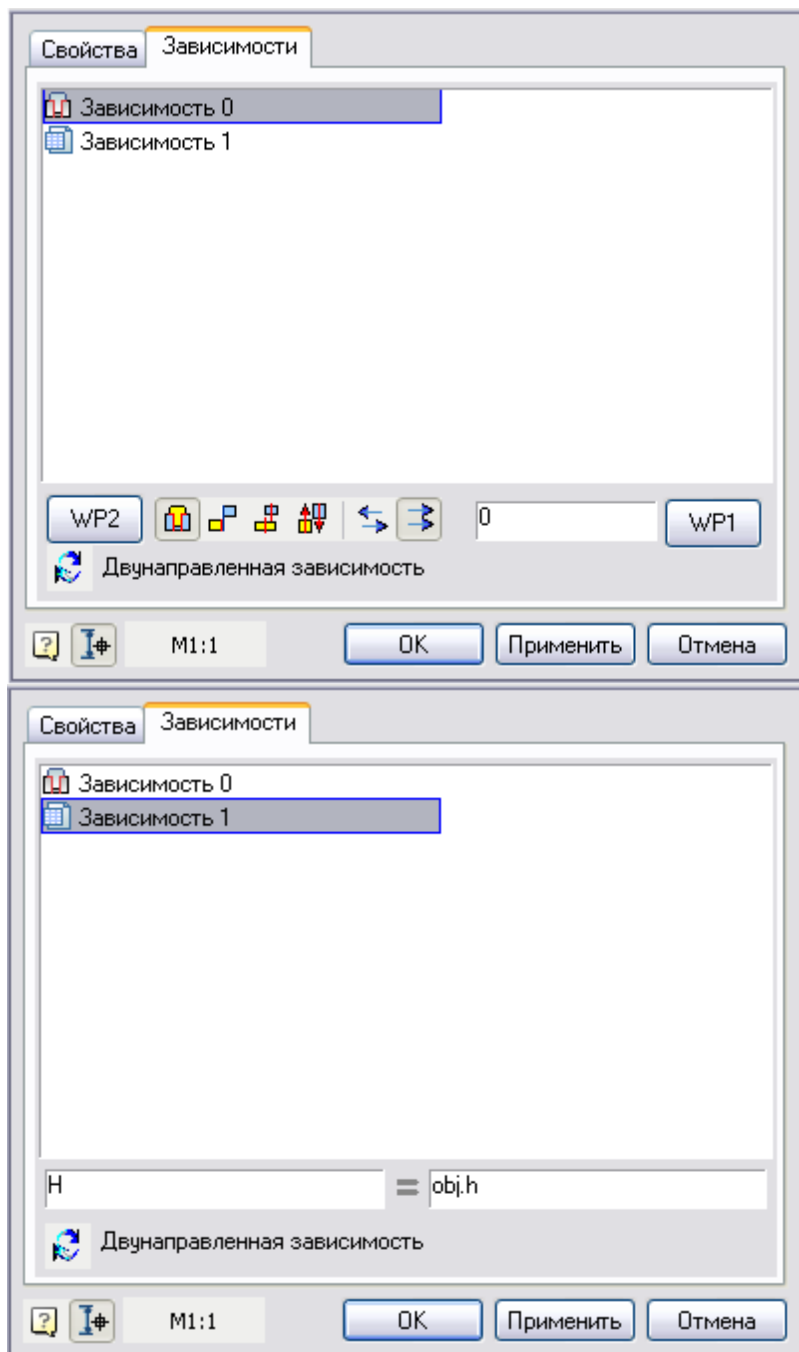 Свойства Зависимости
Зависимость 0
Зависимость 1
WP2 0 WP1
Двунаправленная зависимость
? M1:1 OK Применить Отмена
Свойства Зависимости
Зависимость 0
Зависимость 1
H = obj.h
Двунаправленная зависимость
? M1:1 OK Применить Отмена